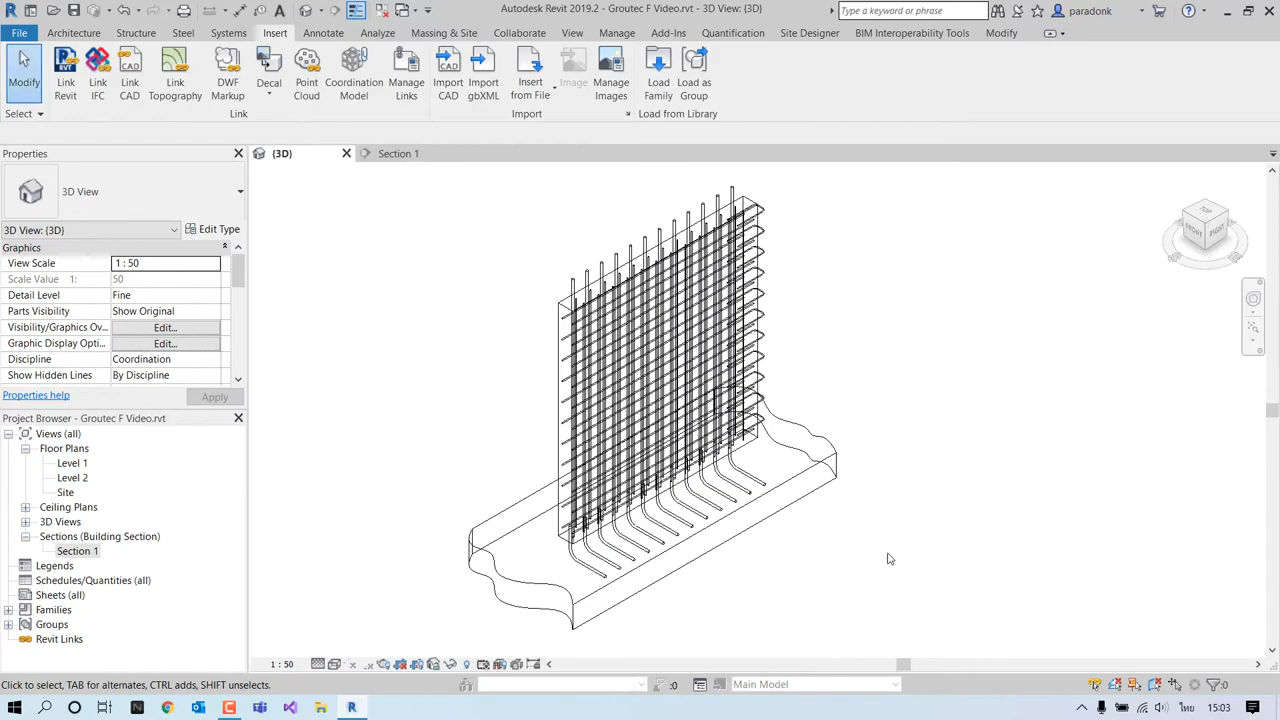 Autodesk Revit 2019.2 - Groutec F Video.rvt - 3D View: {3D}
Type a keyword or phrase
paradonk
File Architecture Structure Steel Systems Insert Annotate Analyze Massing & Site Collaborate View Manage Add-Ins Quantification Site Designer BIM Interoperability Tools Modify
Modify
Link Revit
Link IFC
Link CAD
Link Topography
DWF Markup
Decal
Point Cloud
Coordination Model
Manage Links
Import CAD
Import gbXML
Insert from File
Image
Manage Images
Load Family
Load as Group
Select
Link
Import
Load from Library
Properties
{3D}
Section 1
3D View
3D View: {3D}
Edit Type
Graphics
View Scale 1 : 50
Scale Value 1: 50
Detail Level Fine
Parts Visibility Show Original
Visibility/Graphics Ov... Edit...
Graphic Display Opti... Edit...
Discipline Coordination
Show Hidden Lines By Discipline
Properties help
Apply
Project Browser - Groutec F Video.rvt
Views (all)
Floor Plans
Level 1
Level 2
Site
Ceiling Plans
3D Views
Sections (Building Section)
Section 1
Legends
Schedules/Quantities (all)
Sheets (all)
Families
Groups
Revit Links
TOP
FRONT
RIGHT
1 : 50
Click to select, TAB for alternates, CTRL adds, SHIFT unselects.
:0
Main Model
:0
ไทย
15:03